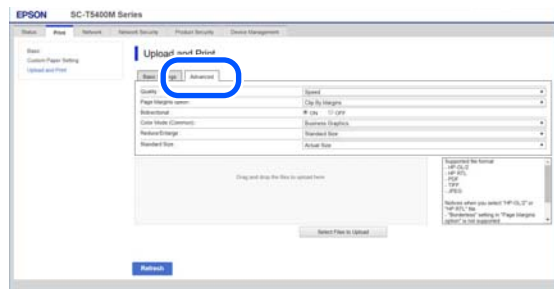 EPSON SC-T5400M Series
Status Print Network Network Security Product Security Device Management
Basic
Custom Paper Setting
Upload and Print
Upload and Print
Basic Advanced
Quality : Speed
Page Margins option : Clip By Margins
Bidirectional : ON OFF
Color Mode (Common) : Business Graphics
Reduce/Enlarge : Standard Size
Standard Size : Actual Size
Drag and drop the files to upload here.
Supported file format
- HP-GL/2
- HP RTL
- PDF
- TIFF
- JPEG
Notices when you select "HP-GL/2" or
"HP RTL" file
- "Borderless" setting in "Page Margins
option" is not supported.
Select Files to Upload
Refresh